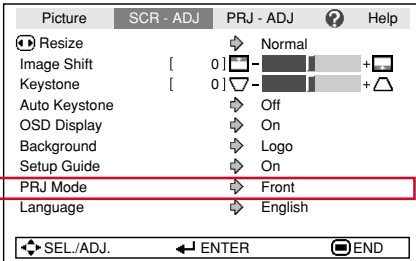 Picture SCR - ADJ PRJ - ADJ ? Help
Resize Normal
Image Shift [ 0 ] - +
Keystone [ 0 ] - +
Auto Keystone Off
OSD Display On
Background Logo
Setup Guide On
PRJ Mode Front
Language English
SEL./ADJ. ENTER END